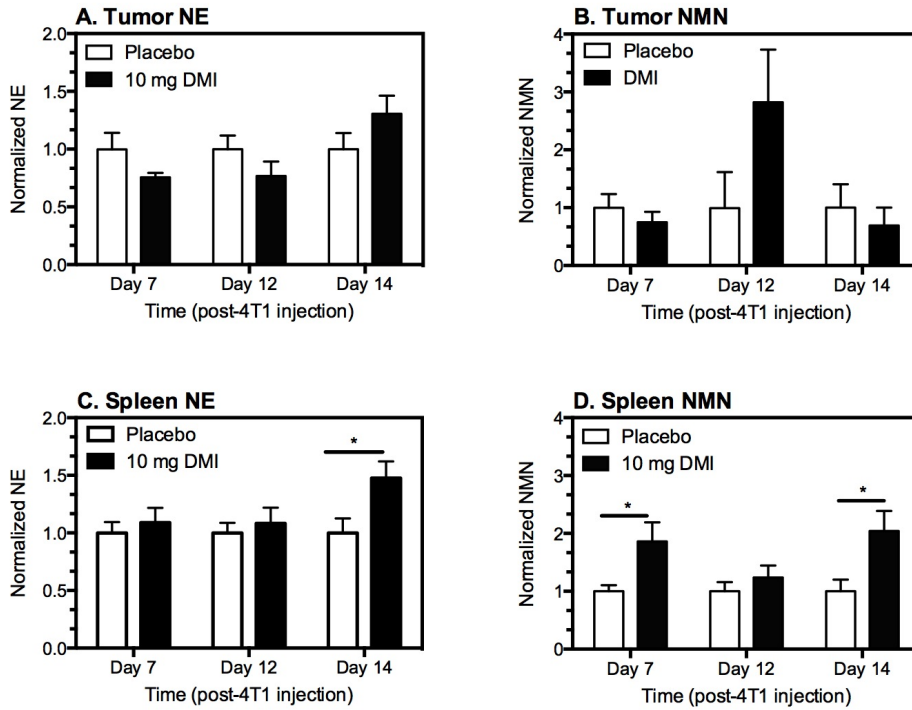 A. Tumor NE
Normalized NE
2.0
1.5
1.0
0.5
0.0
Placebo
10 mg DMI
Day 7
Day 12
Day 14
Time (post-4T1 injection)
B. Tumor NMN
Normalized NMN
4
3
2
1
0
Placebo
DMI
Day 7
Day 12
Day 14
Time (post-4T1 injection)
C. Spleen NE
Normalized NE
2.0
1.5
1.0
0.5
0.0
Placebo
10 mg DMI
*
Day 7
Day 12
Day 14
Time (post-4T1 injection)
D. Spleen NMN
Normalized NMN
4
3
2
1
0
Placebo
10 mg DMI
*
*
Day 7
Day 12
Day 14
Time (post-4T1 injection)